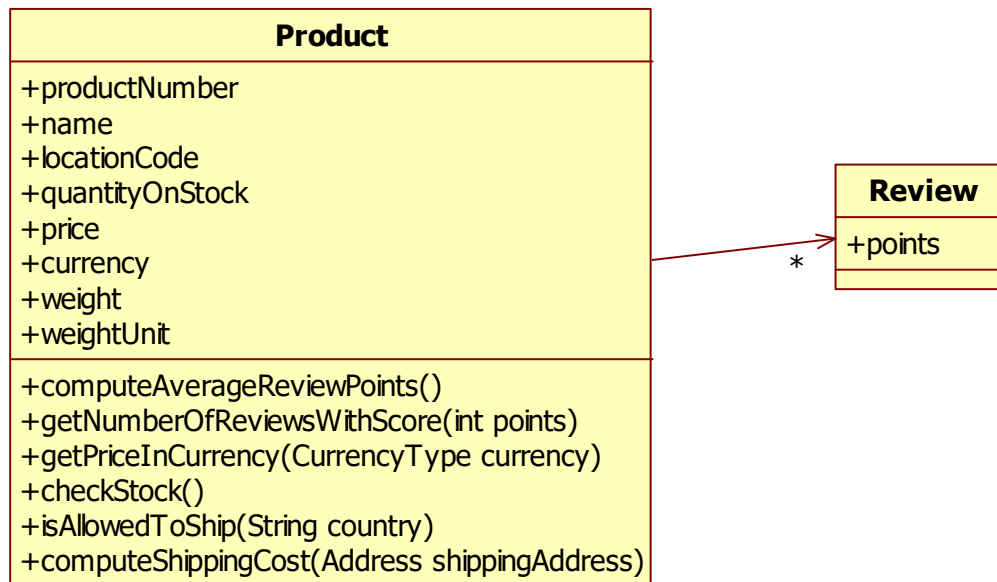 Product
+productNumber
+name
+locationCode
+quantityOnStock
+price
+currency
+weight
+weightUnit
+computeAverageReviewPoints()
+getNumberOfReviewsWithScore(int points)
+getPriceInCurrency(CurrencyType currency)
+checkStock()
+isAllowedToShip(String country)
+computeShippingCost(Address shippingAddress)
*
Review
+points